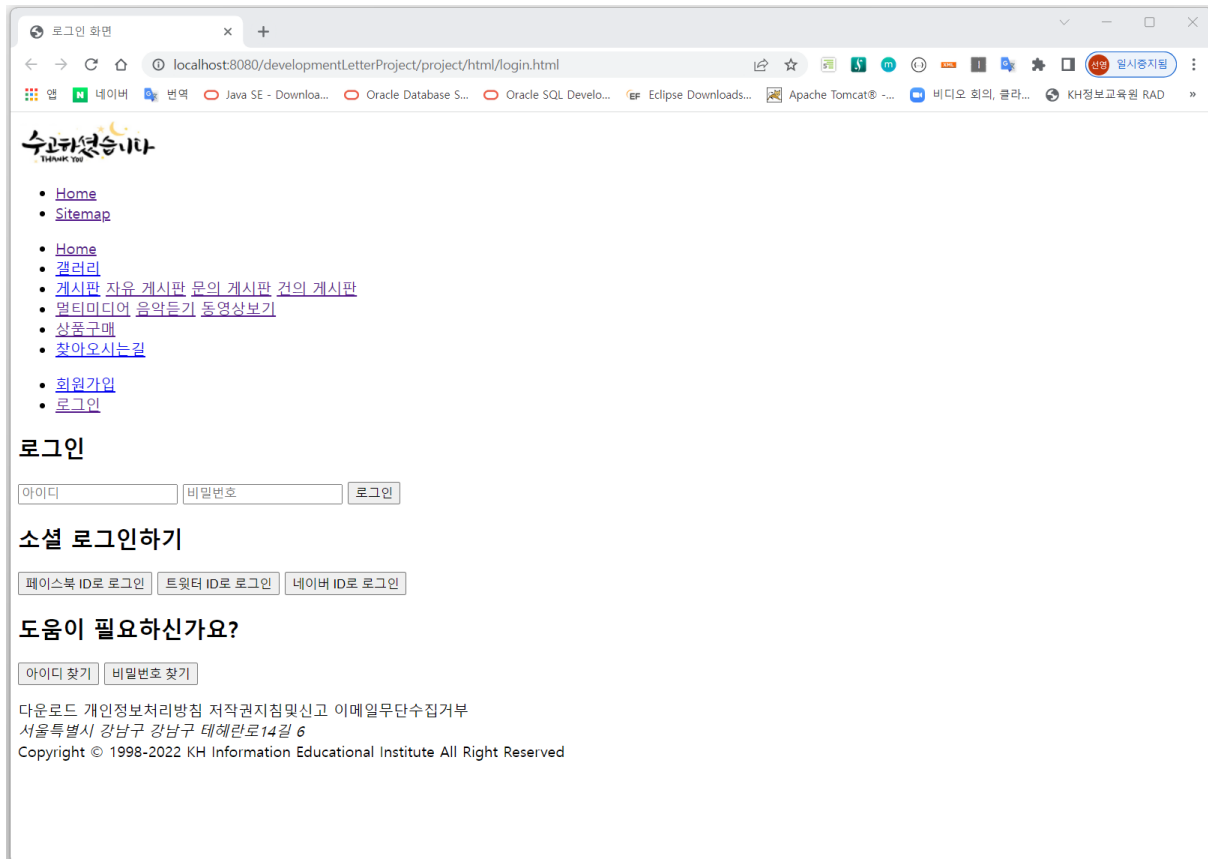 로그인 화면
localhost:8080/developmentLetterProject/project/html/login.html
선영 일시중지됨
앱 네이버 번역 Java SE - Downloa... Oracle Database S... Oracle SQL Develo... Eclipse Downloads... Apache Tomcat® -... 비디오 회의, 클라... KH정보교육원 RAD »
수고하셨습니다
THANK YOU
Home
Sitemap
Home
갤러리
게시판 자유 게시판 문의 게시판 건의 게시판
멀티미디어 음악듣기 동영상보기
상품구매
찾아오시는길
회원가입
로그인
로그인
아이디 비밀번호 로그인
소셜 로그인하기
페이스북 ID로 로그인 트윗터 ID로 로그인 네이버 ID로 로그인
도움이 필요하신가요?
아이디 찾기 비밀번호 찾기
다운로드 개인정보처리방침 저작권지침및신고 이메일무단수집거부
서울특별시 강남구 강남구 테헤란로14길 6
Copyright © 1998-2022 KH Information Educational Institute All Right Reserved